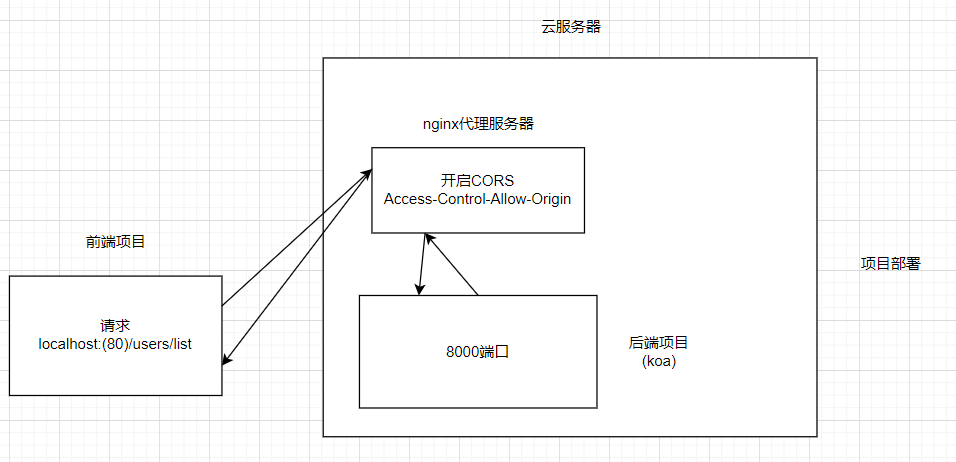 云服务器
nginx代理服务器
开启CORS
Access-Control-Allow-Origin
前端项目
请求
localhost:(80)/users/list
项目部署
8000端口
后端项目
(koa)